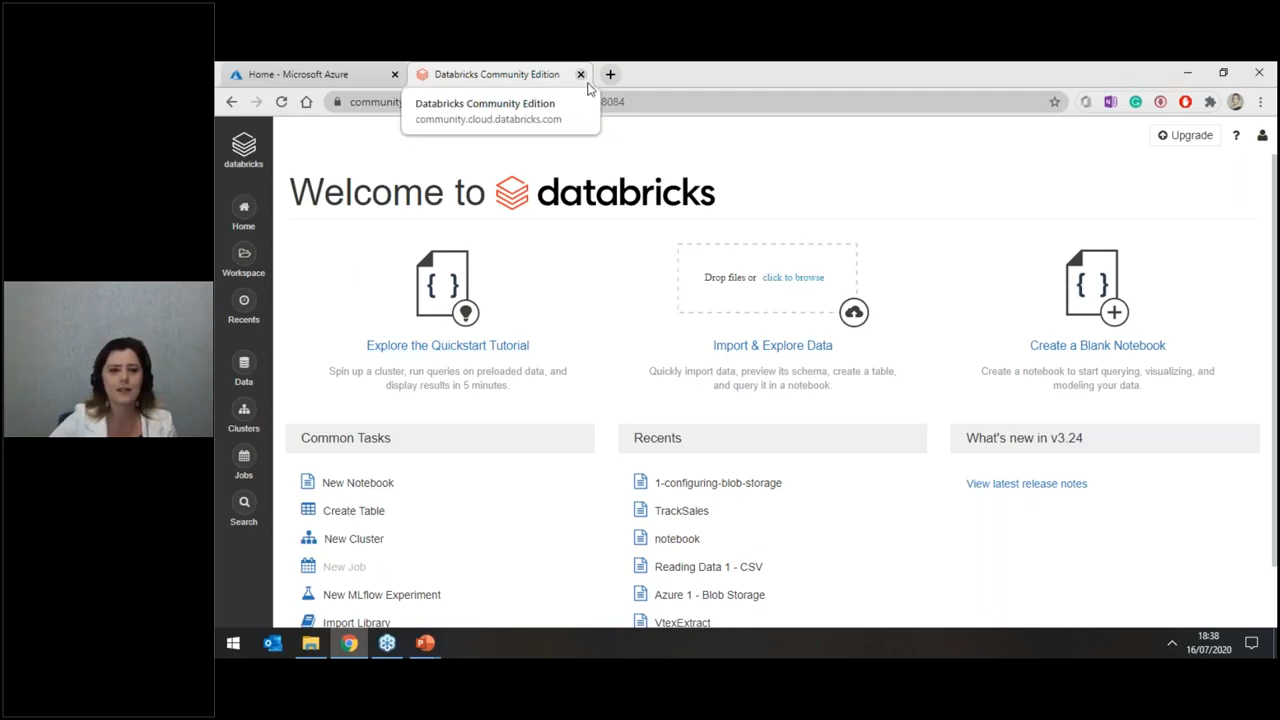 Home - Microsoft Azure
Databricks Community Edition
community
8084
Databricks Community Edition
community.cloud.databricks.com
Upgrade
?
databricks
Home
Workspace
Recents
Data
Clusters
Jobs
Search
Welcome to databricks
Drop files or click to browse
Explore the Quickstart Tutorial
Spin up a cluster, run queries on preloaded data, and
display results in 5 minutes.
Import & Explore Data
Quickly import data, preview its schema, create a table,
and query it in a notebook.
Create a Blank Notebook
Create a notebook to start querying, visualizing, and
modeling your data.
Common Tasks
New Notebook
Create Table
New Cluster
New Job
New MLflow Experiment
Import Library
Recents
1-configuring-blob-storage
TrackSales
notebook
Reading Data 1 - CSV
Azure 1 - Blob Storage
VtexExtract
What's new in v3.24
View latest release notes
18:38
16/07/2020